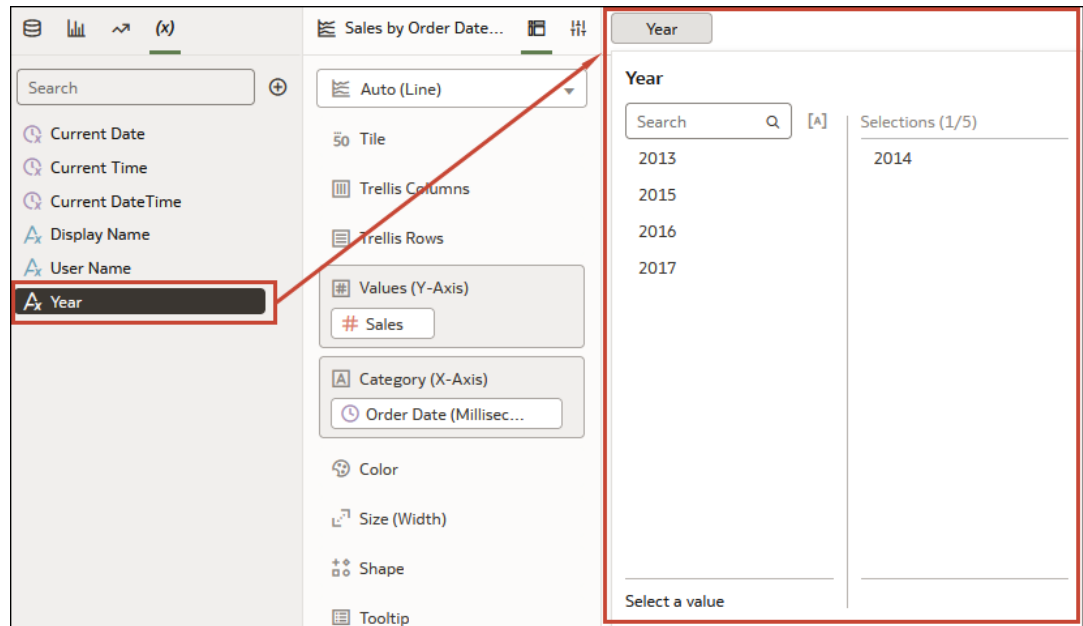 (x)
Search
Current Date
Current Time
Current DateTime
Display Name
User Name
Year
Sales by Order Date...
Auto (Line)
50 Tile
Trellis Columns
Trellis Rows
# Values (Y-Axis)
# Sales
A Category (X-Axis)
Order Date (Millisec...
Color
Size (Width)
Shape
Tooltip
Year
Year
Search
[A]
Selections (1/5)
2013
2014
2015
2016
2017
Select a value